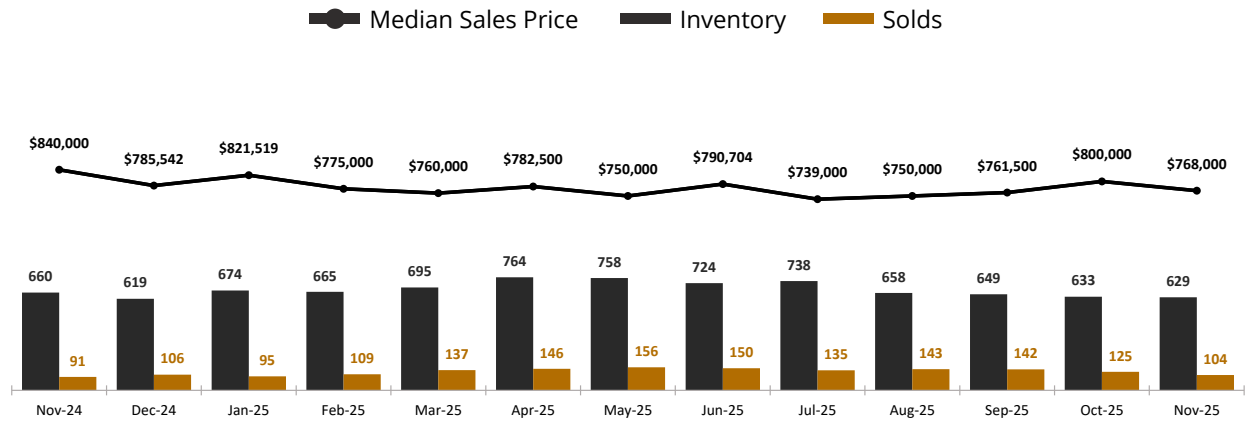 Median Sales Price Inventory Solds
$840,000 $785,542 $821,519 $775,000 $760,000 $782,500 $750,000 $790,704 $739,000 $750,000 $761,500 $800,000 $768,000
660 619 674 665 695 764 758 724 738 658 649 633 629
91 106 95 109 137 146 156 150 135 143 142 125 104
Nov-24 Dec-24 Jan-25 Feb-25 Mar-25 Apr-25 May-25 Jun-25 Jul-25 Aug-25 Sep-25 Oct-25 Nov-25